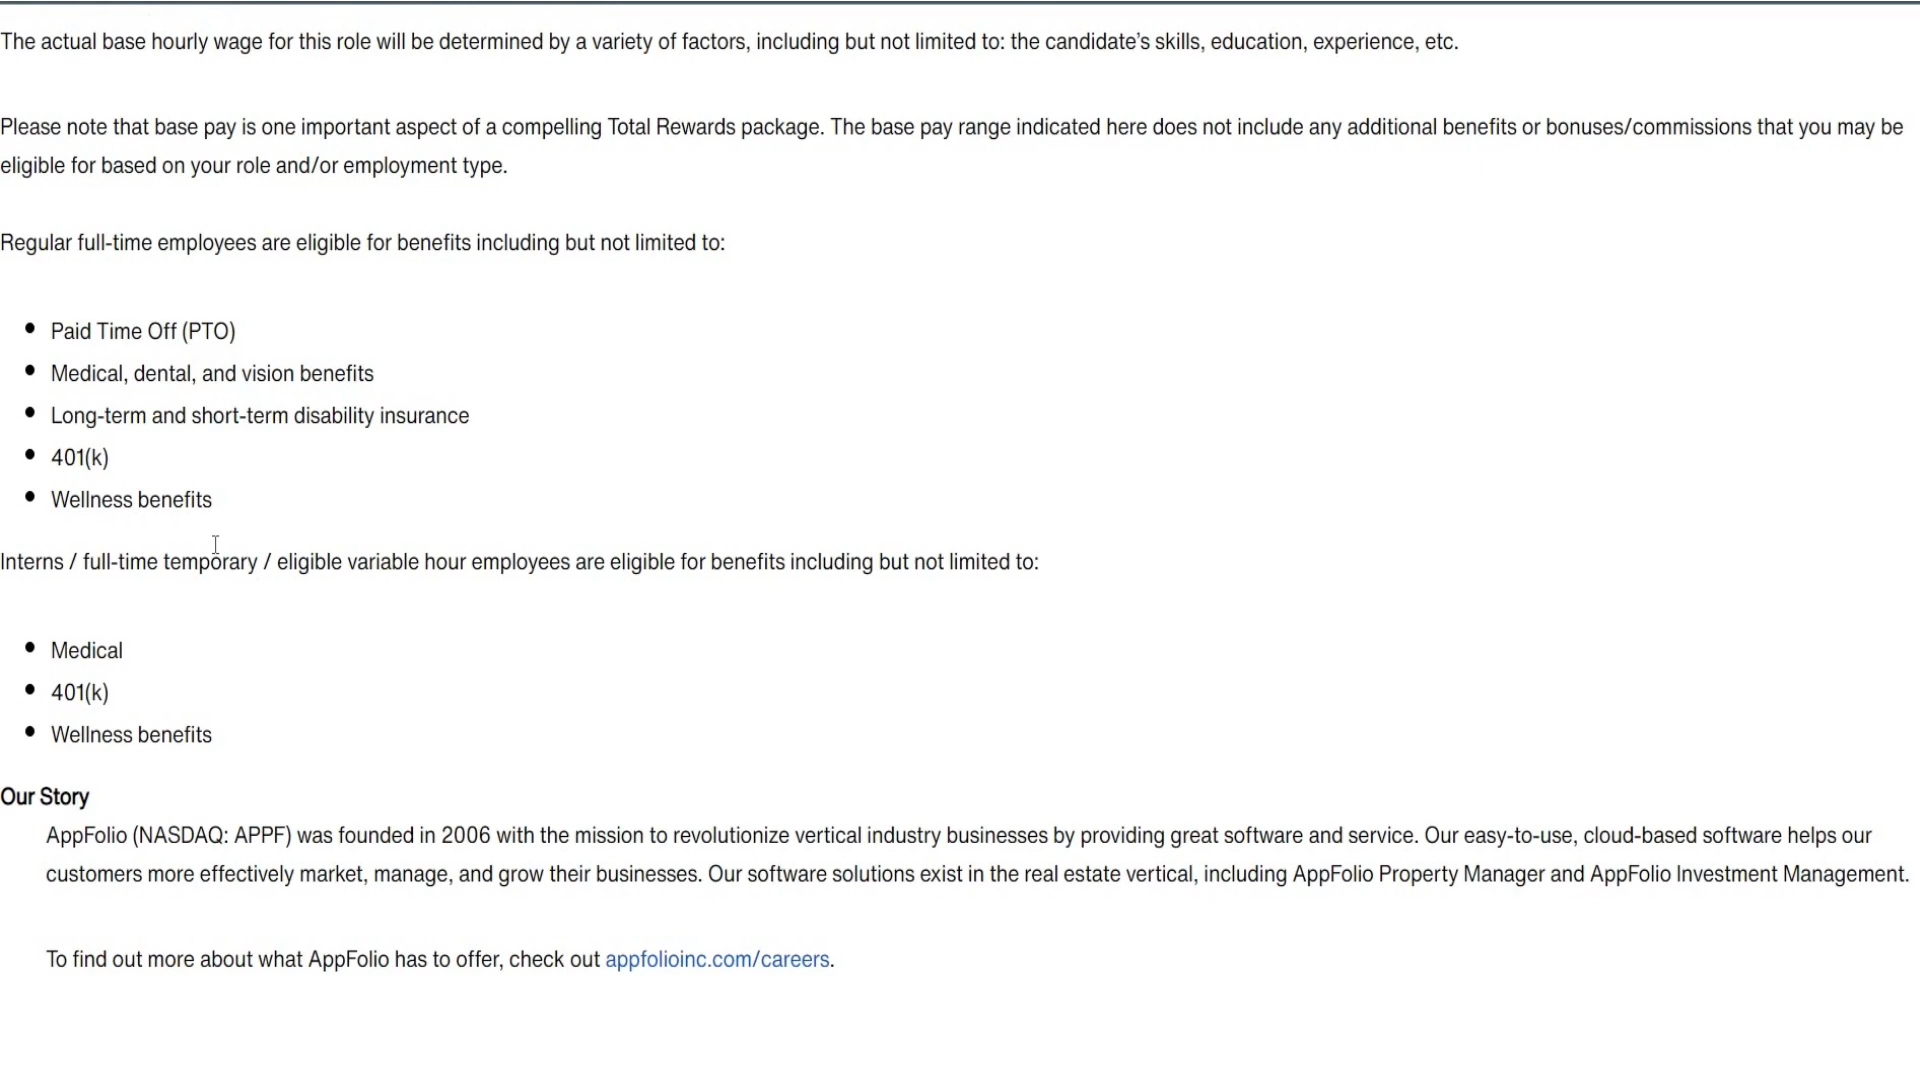 The actual base hourly wage for this role will be determined by a variety of factors, including but not limited to: the candidate’s skills, education, experience, etc.
Please note that base pay is one important aspect of a compelling Total Rewards package. The base pay range indicated here does not include any additional benefits or bonuses/commissions that you may be
eligible for based on your role and/or employment type.
Regular full-time employees are eligible for benefits including but not limited to:
• Paid Time Off (PTO)
• Medical, dental, and vision benefits
• Long-term and short-term disability insurance
• 401(k)
• Wellness benefits
Interns / full-time temporary / eligible variable hour employees are eligible for benefits including but not limited to:
• Medical
• 401(k)
• Wellness benefits
Our Story
AppFolio (NASDAQ: APPF) was founded in 2006 with the mission to revolutionize vertical industry businesses by providing great software and service. Our easy-to-use, cloud-based software helps our
customers more effectively market, manage, and grow their businesses. Our software solutions exist in the real estate vertical, including AppFolio Property Manager and AppFolio Investment Management.
To find out more about what AppFolio has to offer, check out appfolioinc.com/careers.